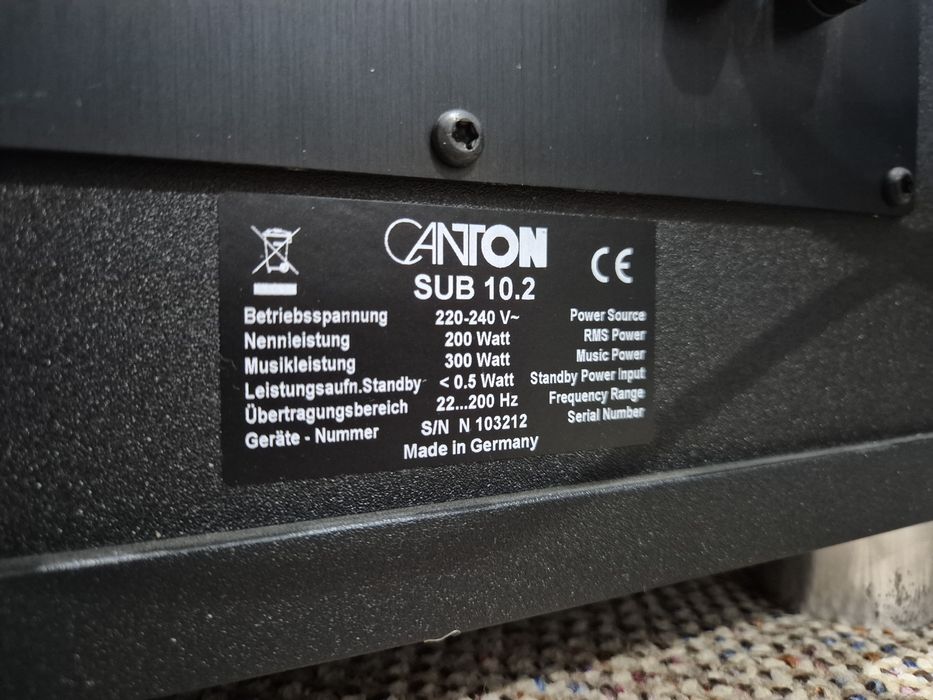 CANTON
SUB 10.2
CE
Betriebsspannung 220-240 V~ Power Source
Nennleistung 200 Watt RMS Power
Musikleistung 300 Watt Music Power
Leistungsaufn.Standby < 0.5 Watt Standby Power Input
Übertragungsbereich 22...200 Hz Frequency Range
Geräte - Nummer S/N N 103212 Serial Number
Made in Germany